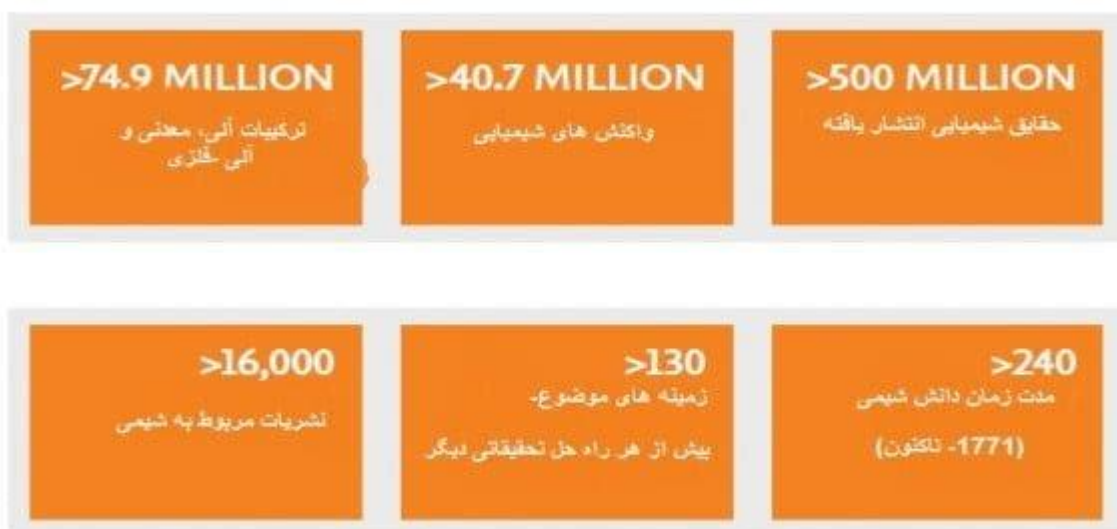 >500 MILLION
حقایق شیمیایی انتشار یافته
>40.7 MILLION
واکنش های شیمیایی
>74.9 MILLION
ترکیبات آلی، معدنی و
آلی -فلزی
>240
مدت زمان دانش شیمی
(1771- تاکنون)
>130
زمینه های موضوع-
پیش از هر راه حل تحقیقاتی دیگر
>16,000
نشریات مربوط به شیمی